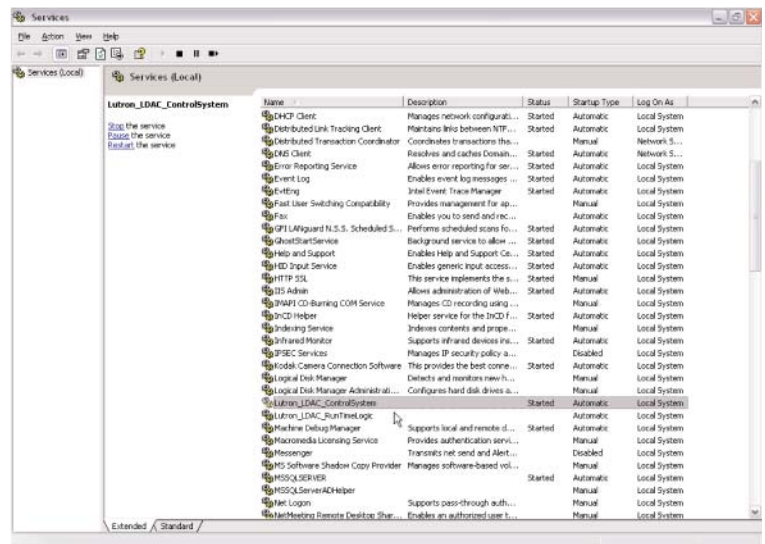 Services
File Action View Help
Services (Local)
Services (Local)
Lutron_LDAC_ControlSystem
Stop the service
Pause the service
Restart the service
Name Description Status Startup Type Log On As
DHCP Client Manages network configurati... Started Automatic Local System
Distributed Link Tracking Client Maintains links between NTF... Started Automatic Local System
Distributed Transaction Coordinator Coordinates transactions tha... Manual Network S...
DNS Client Resolves and caches Domain... Started Automatic Network S...
Error Reporting Service Allows error reporting for ser... Started Automatic Local System
Event Log Enables event log messages ... Started Automatic Local System
EvtEng Intel Event Trace Manager Started Automatic Local System
Fast User Switching Compatibility Provides management for ap... Manual Local System
Fax Enables you to send and rec... Automatic Local System
GFI LANguard N.S.S. Scheduled S... Performs scheduled scans fo... Started Automatic Local System
GhostStartService Background service to allow ... Started Automatic Local System
Help and Support Enables Help and Support Ce... Started Automatic Local System
HID Input Service Enables generic input access... Started Automatic Local System
HTTP SSL This service implements the s... Manual Local System
IIS Admin Allows administration of Web... Started Automatic Local System
IMAPI CD-Burning COM Service Manages CD recording using ... Manual Local System
InCD Helper Helper service for the InCD f... Started Automatic Local System
Indexing Service Indexes contents and prope... Manual Local System
Infrared Monitor Supports infrared devices ins... Started Automatic Local System
IPSEC Services Manages IP security policy a... Disabled Local System
Kodak Camera Connection Software This provides the best conne... Started Automatic Local System
Logical Disk Manager Detects and monitors new h... Manual Local System
Logical Disk Manager Administrati... Configures hard disk drives a... Manual Local System
Lutron_LDAC_ControlSystem Started Automatic Local System
Lutron_LDAC_RunTimeLogic Automatic Local System
Machine Debug Manager Supports local and remote d... Started Automatic Local System
Macromedia Licensing Service Provides authentication servi... Manual Local System
Messenger Transmits net send and Alert... Disabled Local System
MS Software Shadow Copy Provider Manages software-based vol... Manual Local System
MSSQLSERVER Started Automatic Local System
MSSQLServerADHelper Manual Local System
Net Logon Supports pass-through auth... Manual Local System
NetMeeting Remote Desktop Shar... Enables an authorized user t... Manual Local System
Extended Standard